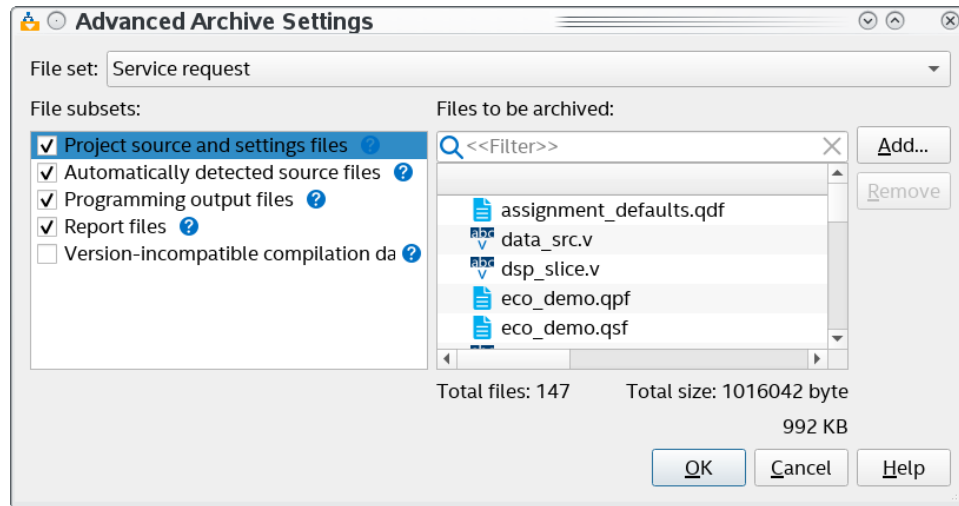 Advanced Archive Settings
File set: Service request
File subsets:
Project source and settings files ?
Automatically detected source files ?
Programming output files ?
Report files ?
Version-incompatible compilation da ?
Files to be archived:
<<Filter>>
assignment_defaults.qdf
abc v data_src.v
abc v dsp_slice.v
eco_demo.qpf
eco_demo.qsf
Add...
Remove
Total files: 147 Total size: 1016042 byte
992 KB
OK Cancel Help